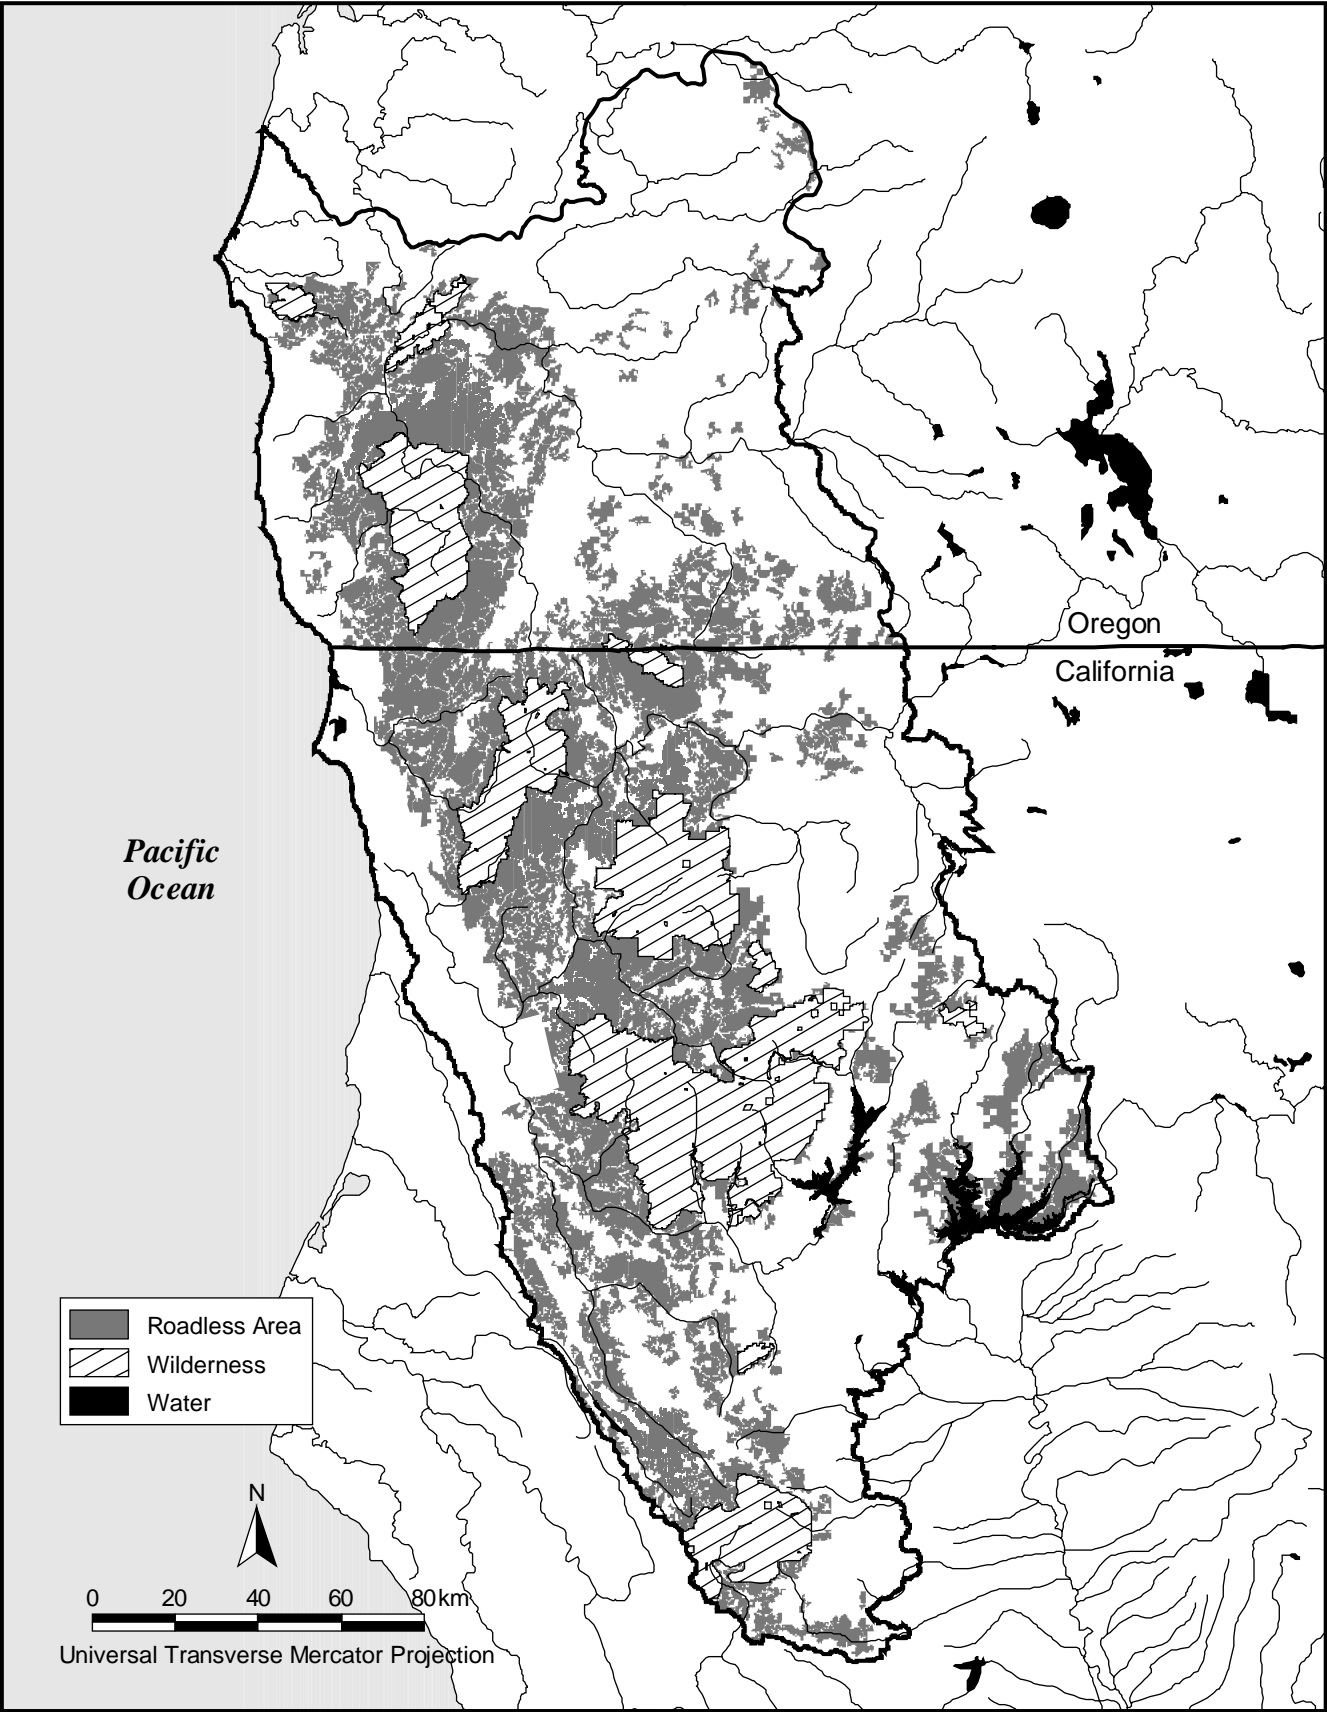 Oregon
California
Pacific
Ocean
Roadless Area
Wilderness
Water
N
0 20 40 60 80km
Universal Transverse Mercator Projection